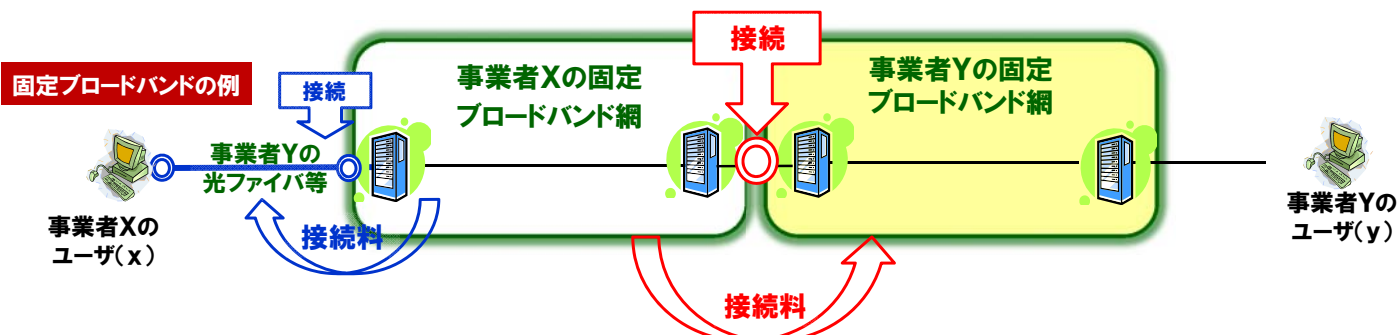 接続
固定ブロードバンドの例
接続
事業者Xの固定
ブロードバンド網
事業者Yの固定
ブロードバンド網
事業者Yの
光ファイバ等
事業者Xの
ユーザ(x)
接続料
接続料
事業者Yの
ユーザ(y)